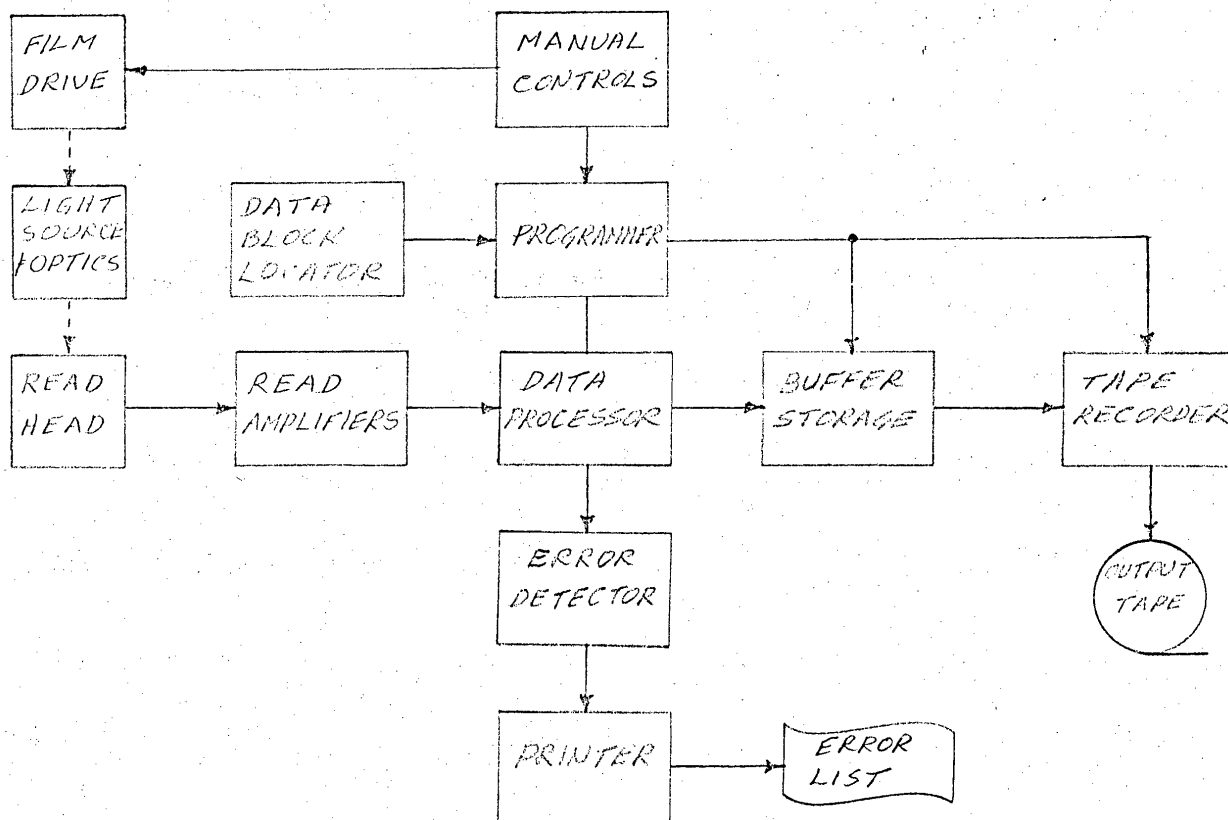 FILM
DRIVE
MANUAL
CONTROLS
LIGHT
SOURCE
+OPTICS
DATA
BLOCK
LOCATOR
PROGRAMMER
READ
HEAD
READ
AMPLIFIERS
DATA
PROCESSOR
BUFFER
STORAGE
TAPE
RECORDER
ERROR
DETECTOR
OUTPUT
TAPE
PRINTER
ERROR
LIST